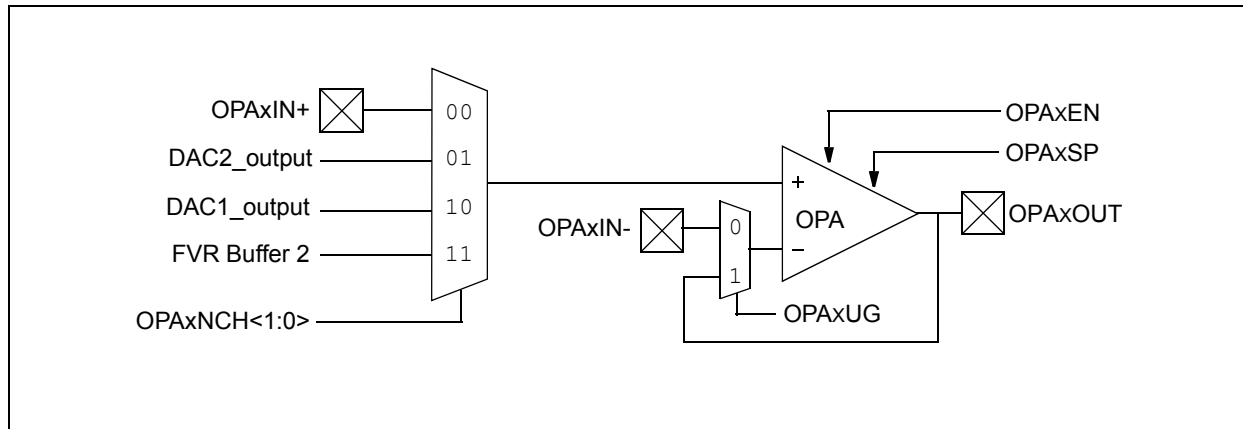 OPAxIN+
00
DAC2_output
01
DAC1_output
10
FVR Buffer 2
11
OPAxNCH<1:0>
OPAxIN-
0
1
OPAxUG
+
OPA
−
OPAxEN
OPAxSP
OPAxOUT